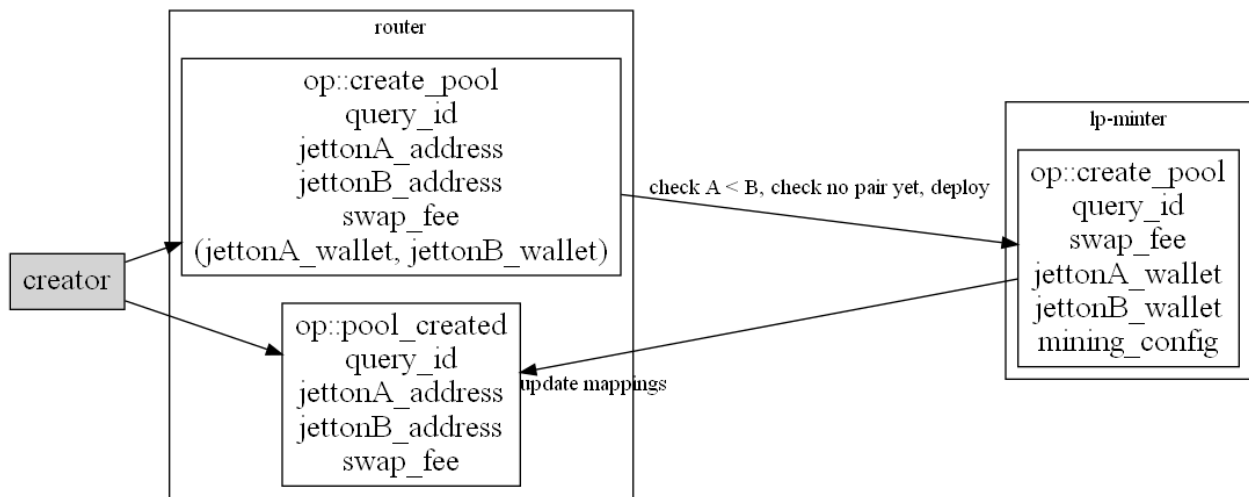 router
op::create_pool
query_id
jettonA_address
jettonB_address
swap_fee
(jettonA_wallet, jettonB_wallet)
creator
op::pool_created
query_id
jettonA_address
jettonB_address
swap_fee
check A < B, check no pair yet, deploy
update mappings
lp-minter
op::create_pool
query_id
swap_fee
jettonA_wallet
jettonB_wallet
mining_config